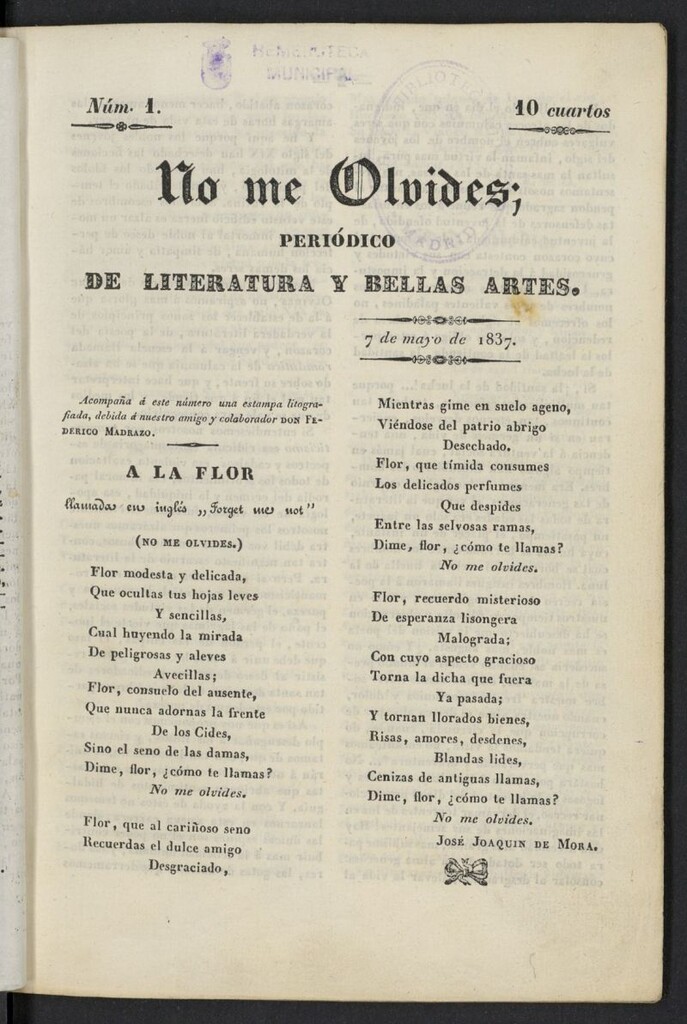 HEMEROTECA
MUNICIPAL
BIBLIOTECA
MADRID
Núm. 1.
10 cuartos
No me Olvides;
PERIÓDICO
DE LITERATURA Y BELLAS ARTES.
7 de mayo de 1837.
Acompaña á este número una estampa litogra-
fiada, debida á nuestro amigo y colaborador DON FE-
DERICO MADRAZO.
A LA FLOR
llamada en inglés „Forget me not”
(NO ME OLVIDES.)
Flor modesta y delicada,
Que ocultas tus hojas leves
Y sencillas,
Cual huyendo la mirada
De peligrosas y aleves
Avecillas;
Flor, consuelo del ausente,
Que nunca adornas la frente
De los Cides,
Sino el seno de las damas,
Dime, flor, ¿cómo te llamas?
No me olvides.
Flor, que al cariñoso seno
Recuerdas el dulce amigo
Desgraciado,
Mientras gime en suelo ageno,
Viéndose del patrio abrigo
Desechado.
Flor, que tímida consumes
Los delicados perfumes
Que despides
Entre las selvosas ramas,
Dime, flor, ¿cómo te llamas?
No me olvides.
Flor, recuerdo misterioso
De esperanza lisongera
Malograda;
Con cuyo aspecto gracioso
Torna la dicha que fuera
Ya pasada;
Y tornan llorados bienes,
Risas, amores, desdenes,
Blandas lides,
Cenizas de antiguas llamas,
Dime, flor, ¿cómo te llamas?
No me olvides.
JOSÉ JOAQUIN DE MORA.